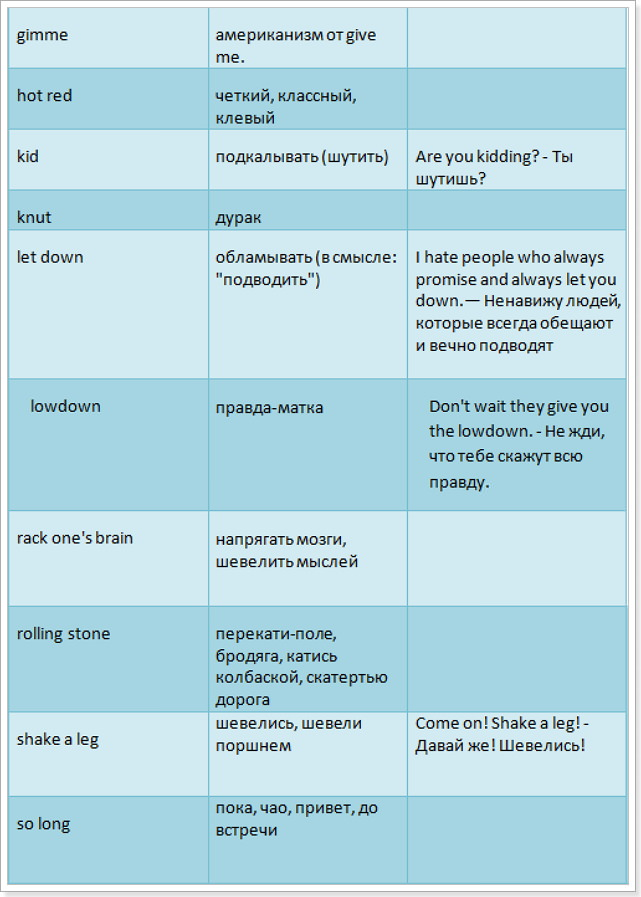 gimme
американизм от give
me.
hot red
четкий, классный,
клевый
kid
подкалывать (шутить)
Are you kidding? - Ты
шутишь?
knut
дурак
let down
обламывать (в смысле:
"подводить")
I hate people who always
promise and always let you
down.— Ненавижу людей,
которые всегда обещают
и вечно подводят
lowdown
правда-матка
Don't wait they give you
the lowdown. - Не жди,
что тебе скажут всю
правду.
rack one's brain
напрягать мозги,
шевелить мыслей
rolling stone
перекати-поле,
бродяга, катись
колбаской, скатертью
дорога
shake a leg
шевелись, шевели
поршнем
Come on! Shake a leg! -
Давай же! Шевелись!
so long
пока, чао, привет, до
встречи